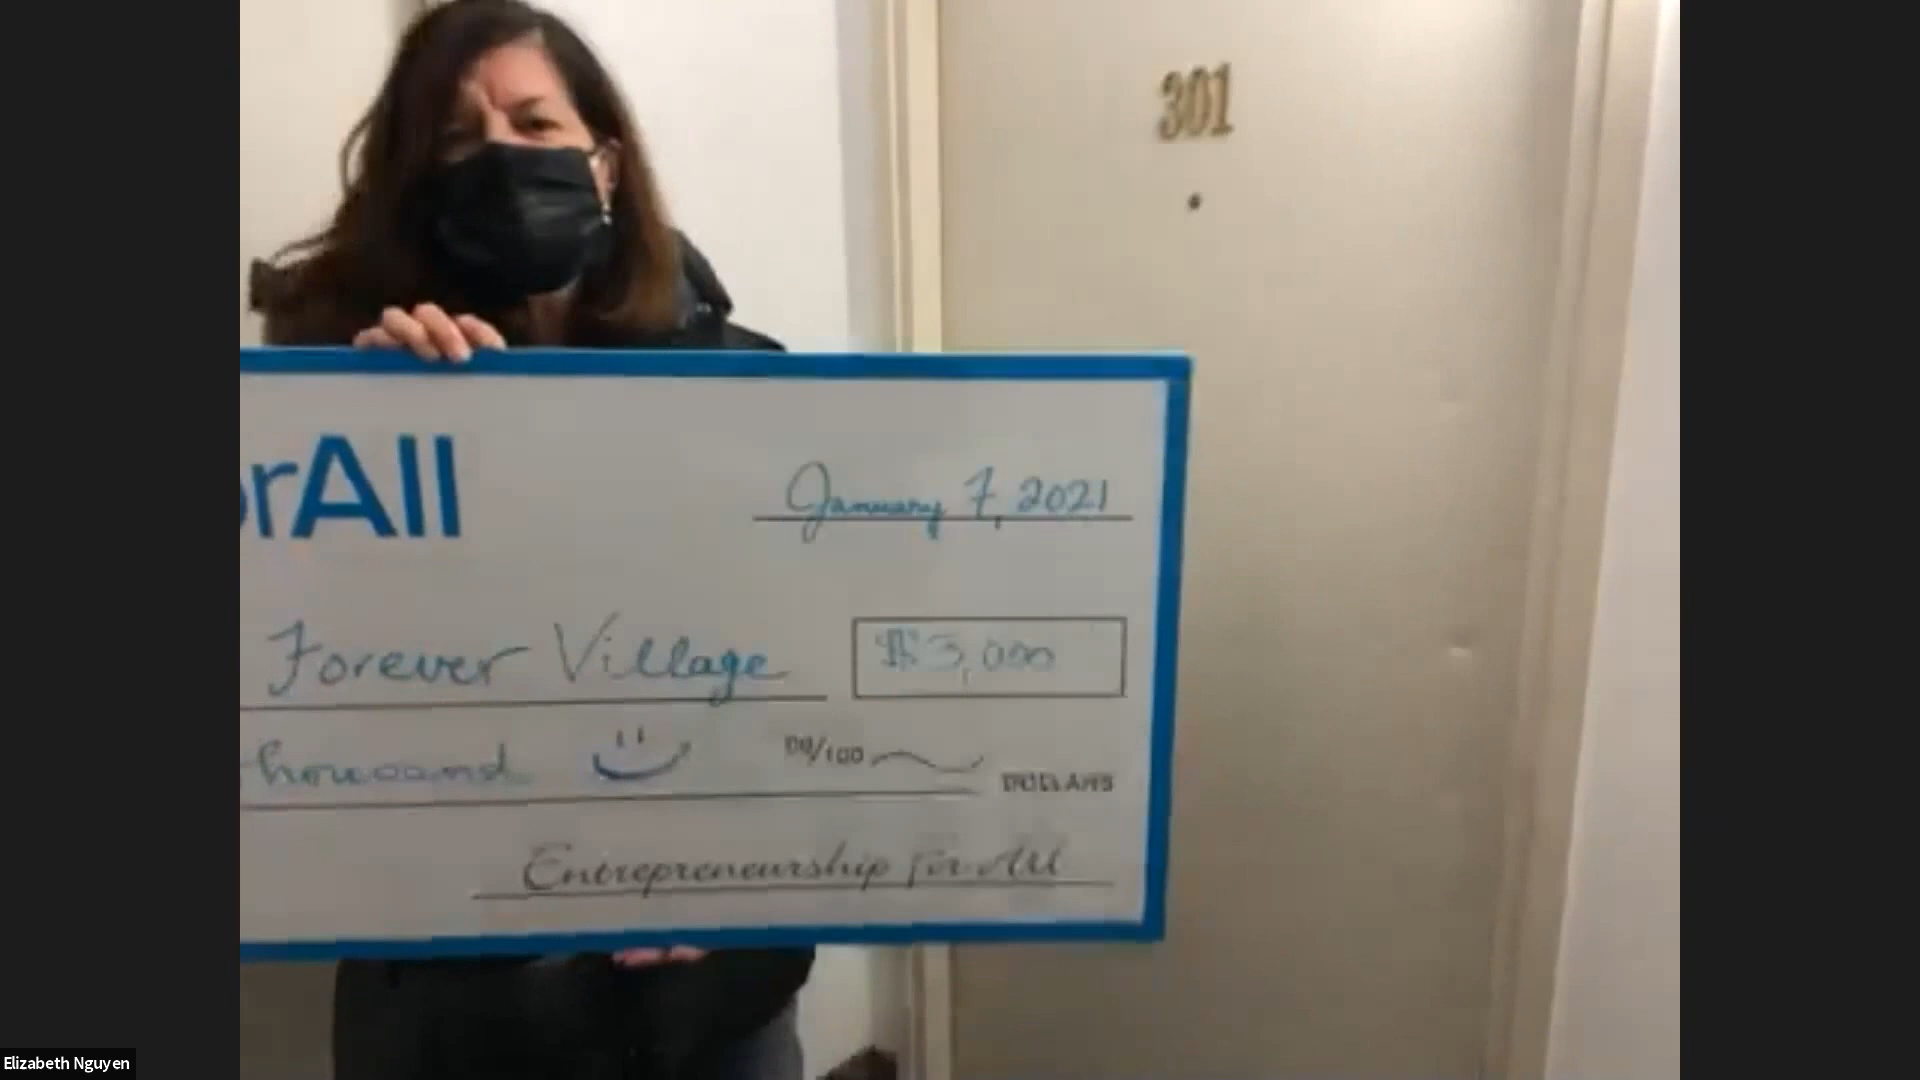 301
rAll
January 7, 2021
Forever Village $3,000
thousand 00/100 DOLLARS
Entrepreneurship For All
Elizabeth Nguyen